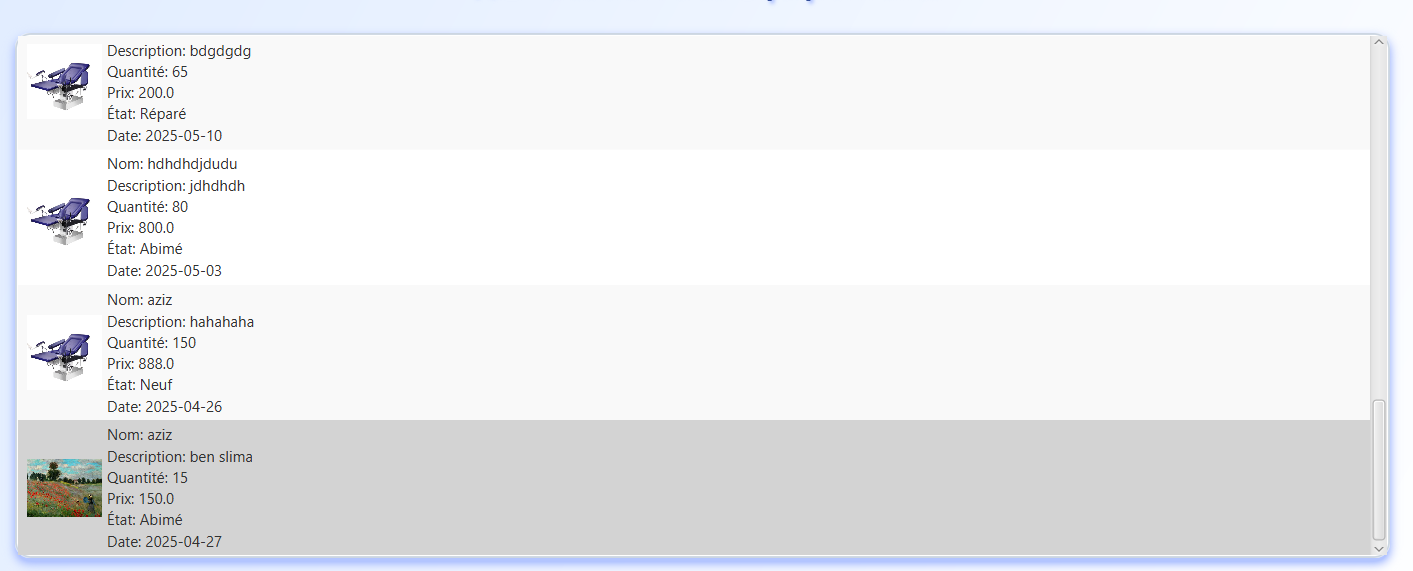 Description: bdgdgdg
Quantité: 65
Prix: 200.0
État: Réparé
Date: 2025-05-10
Nom: hdhdhdjdudu
Description: jdhdhdh
Quantité: 80
Prix: 800.0
État: Abimé
Date: 2025-05-03
Nom: aziz
Description: hahahaha
Quantité: 150
Prix: 888.0
État: Neuf
Date: 2025-04-26
Nom: aziz
Description: ben slima
Quantité: 15
Prix: 150.0
État: Abimé
Date: 2025-04-27